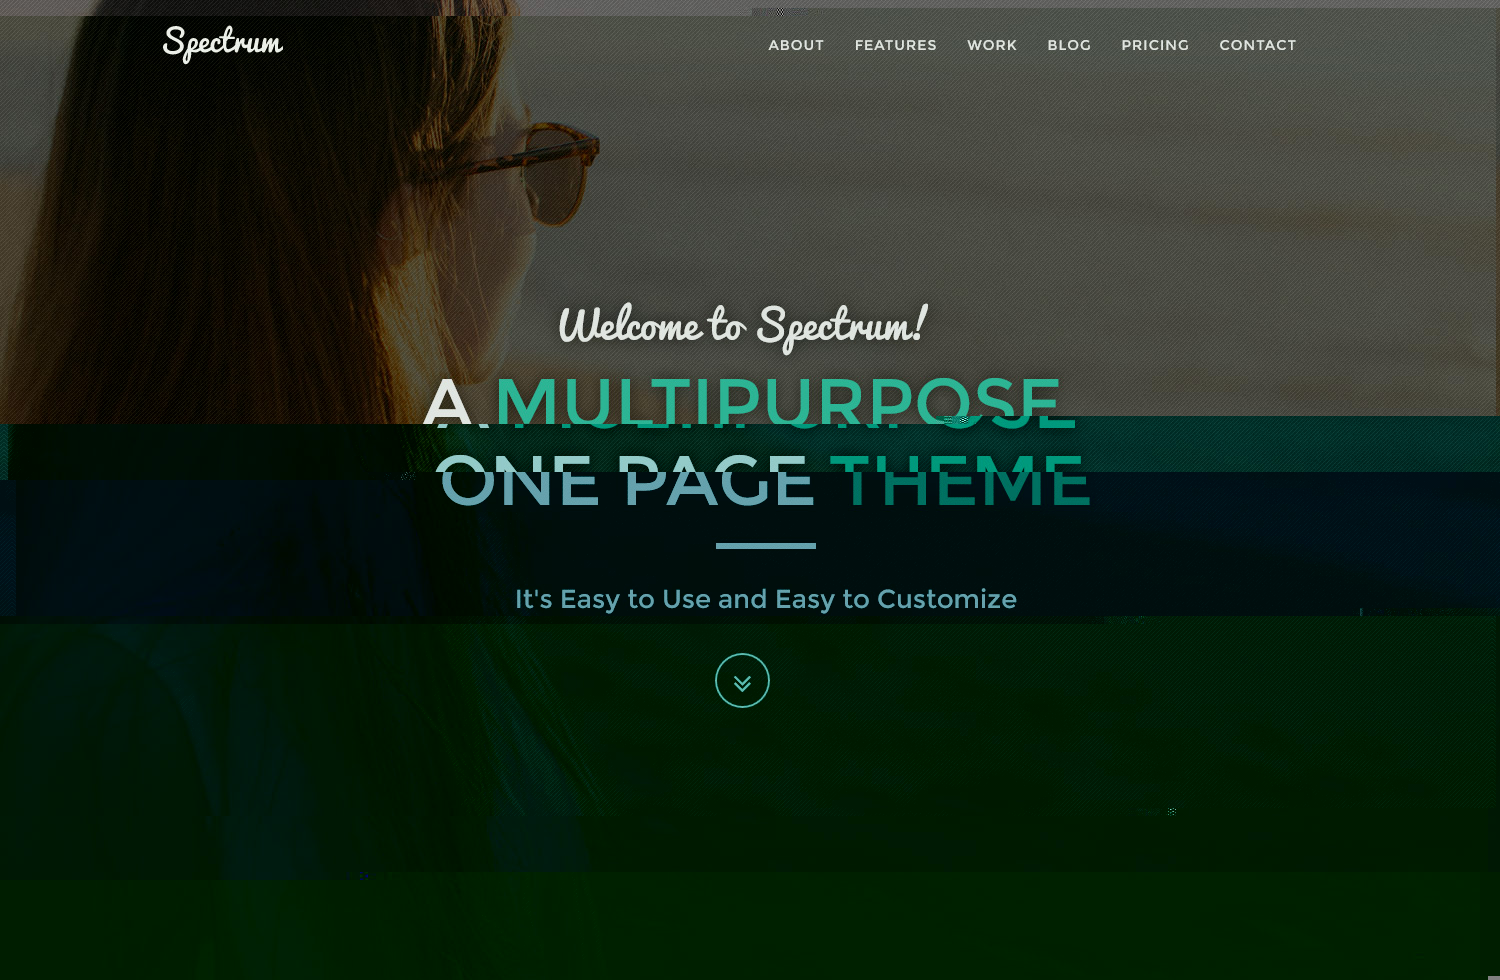 Spectrum
ABOUT FEATURES WORK BLOG PRICING CONTACT
Welcome to Spectrum!
A MULTIPURPOSE
ONE PAGE THEME
It's Easy to Use and Easy to Customize